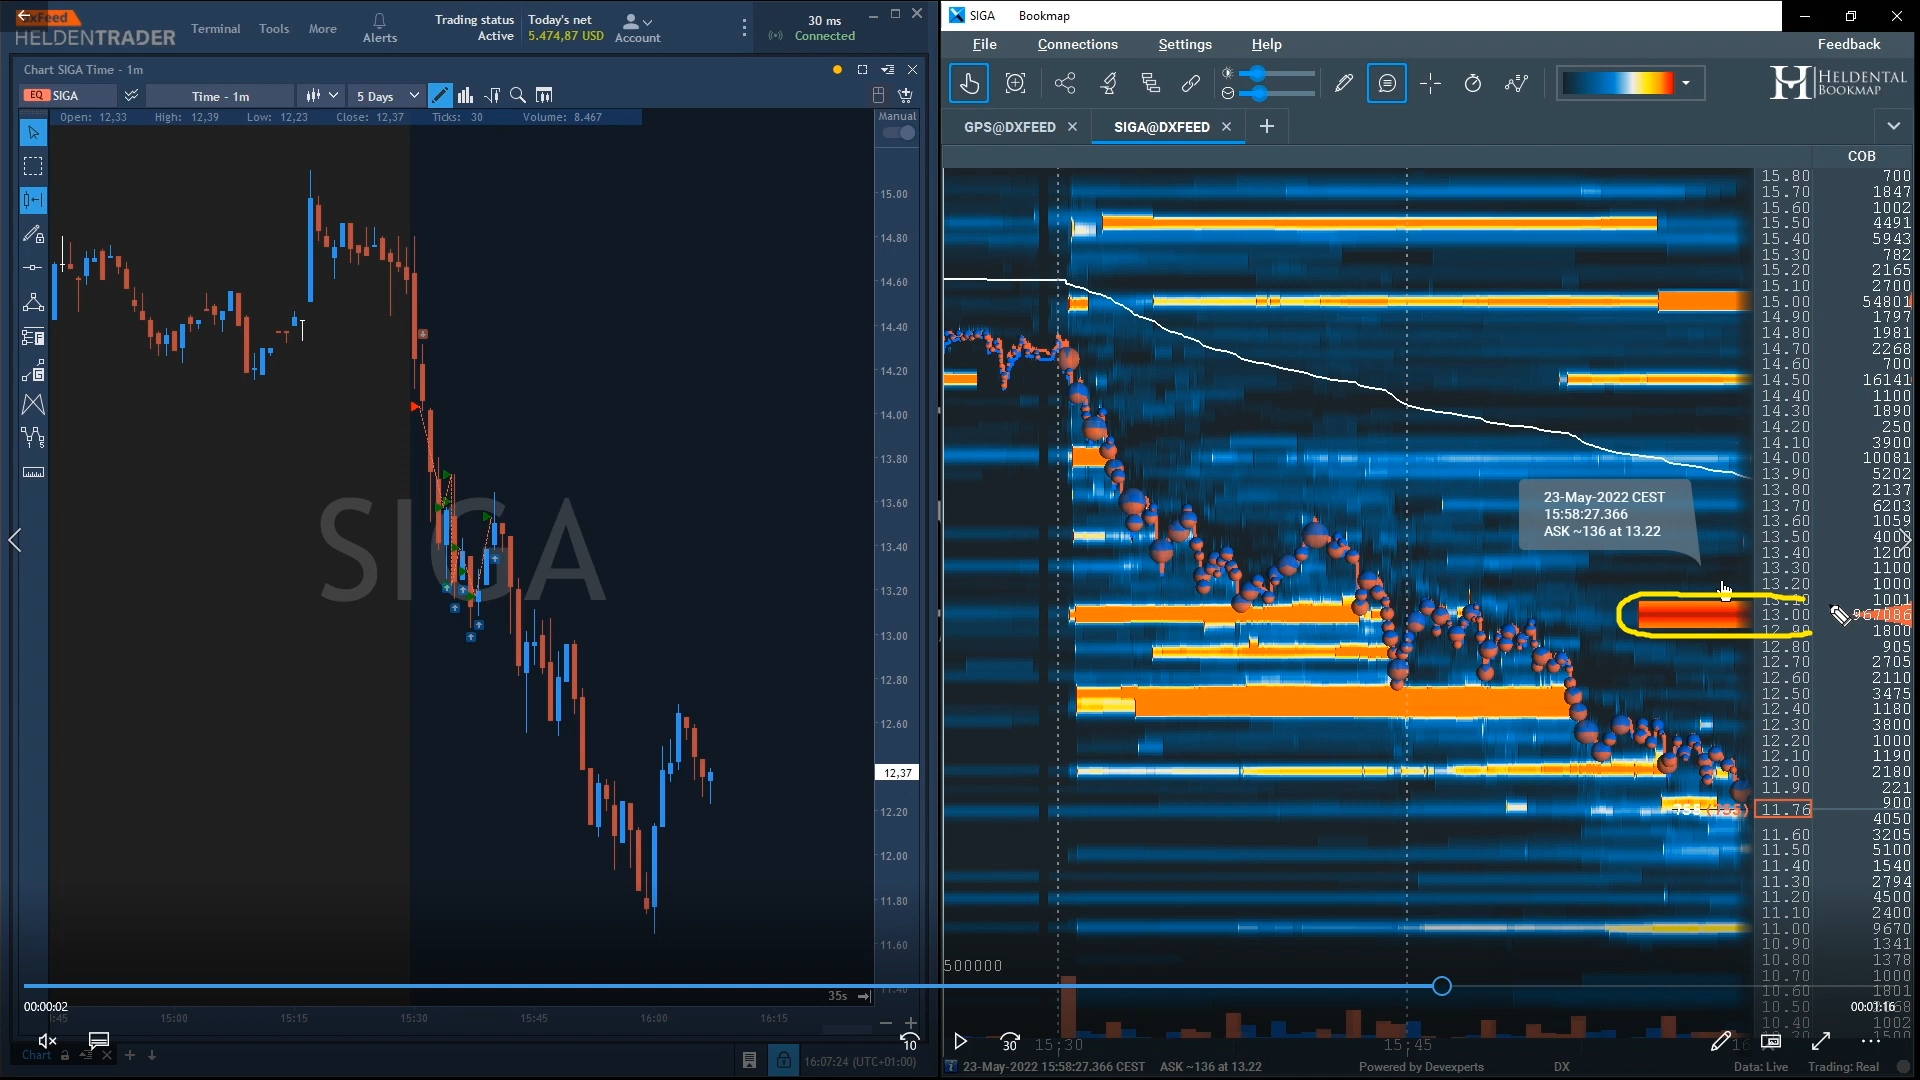 dxFeed
HELDENTRADER
Terminal
Tools
More
Alerts
Trading status
Active
Today's net
5.474,87 USD
Account
30 ms
Connected
Chart SIGA Time - 1m
EQ SIGA
Time - 1m
5 Days
Open: 12,33 High: 12,39 Low: 12,23 Close: 12,37 Ticks: 30 Volume: 8.467
Manual
SIGA
15.00
14.80
14.60
14.40
14.20
14.00
13.80
13.60
13.40
13.20
13.00
12.80
12.60
12,37
12.20
12.00
11.80
11.60
35s
00:00:02
15:00
15:15
15:30
15:45
16:00
16:15
10
Chart
16:07:24 (UTC+01:00)
SIGA Bookmap
File Connections Settings Help
Feedback
HELDENTAL
BOOKMAP
GPS@DXFEED
SIGA@DXFEED
COB
15.80 700
15.70 1847
15.60 1002
15.50 4491
15.40 5943
15.30 782
15.20 2165
15.10 2700
15.00 54801
14.90 1797
14.80 1981
14.70 2268
14.60 700
14.50 16141
14.40 1100
14.30 1890
14.20 250
14.10 3900
14.00 10081
13.90 5202
13.80 2137
13.70 6203
13.60 1059
13.50 4000
13.40 1200
13.30 1100
13.20 1000
13.10 1001
13.00 967086
1800
12.80 905
12.70 2705
12.60 2110
12.50 3475
12.40 1180
12.30 3800
12.20 1000
12.10 1190
12.00 2180
11.90 221
900
11.76
4050
11.60 3205
11.50 5100
11.40 1540
11.30 2794
11.20 4500
11.10 2400
11.00 9670
10.90 1341
10.80 1378
10.70 1000
10.60 1801
10.50
10.40 1002
23-May-2022 CEST
15:58:27.366
ASK ~136 at 13.22
500000
00:01:16
30
15:30
15:45
23-May-2022 15:58:27.366 CEST ASK ~136 at 13.22
Powered by Devexperts
DX
Data: Live
Trading: Real